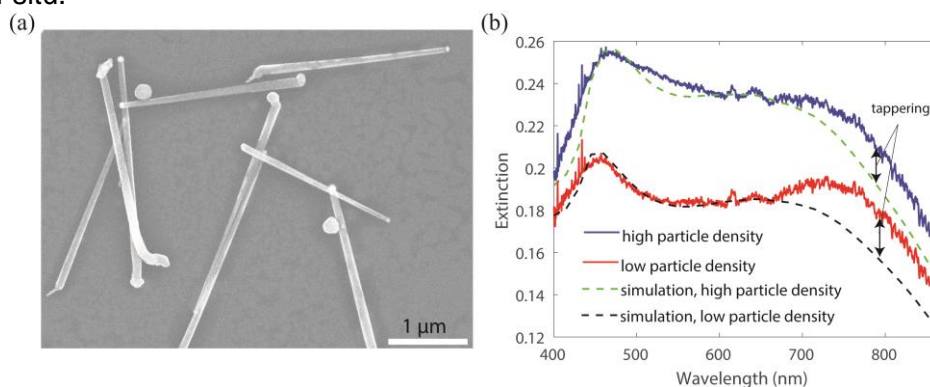 situ.
(a)
1 μm
(b)
0.26
0.24
0.22
0.2
0.18
0.16
0.14
0.12
Extinction
tappering
high particle density
low particle density
simulation, high particle density
simulation, low particle density
400 500 600 700 800
Wavelength (nm)